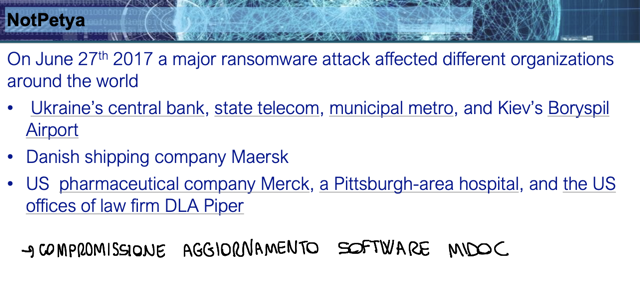 NotPetya
On June 27th 2017 a major ransomware attack affected different organizations
around the world
• Ukraine's central bank, state telecom, municipal metro, and Kiev's Boryspil
Airport
• Danish shipping company Maersk
• US pharmaceutical company Merck, a Pittsburgh-area hospital, and the US
offices of law firm DLA Piper
→ COMPROMISSIONE AGGIORNAMENTO SOFTWARE MIDOC